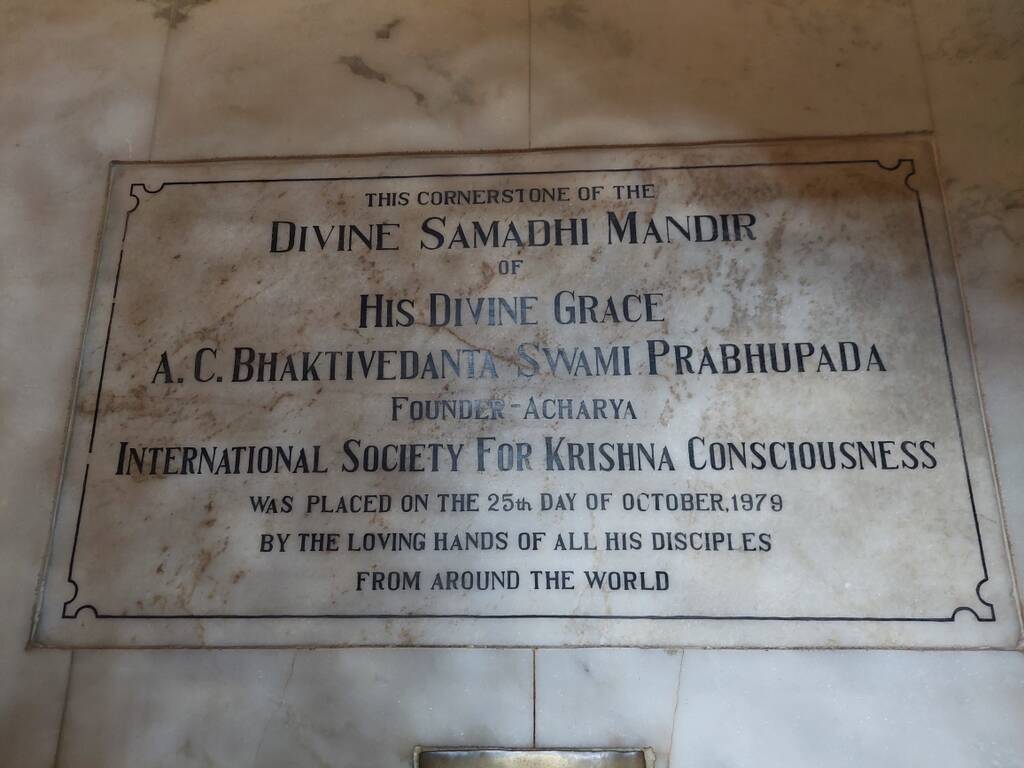 THIS CORNERSTONE OF THE
DIVINE SAMADHI MANDIR
OF
HIS DIVINE GRACE
A. C. BHAKTIVEDANTA SWAMI PRABHUPADA
FOUNDER-ACHARYA
INTERNATIONAL SOCIETY FOR KRISHNA CONSCIOUSNESS
WAS PLACED ON THE 25th DAY OF OCTOBER, 1979
BY THE LOVING HANDS OF ALL HIS DISCIPLES
FROM AROUND THE WORLD